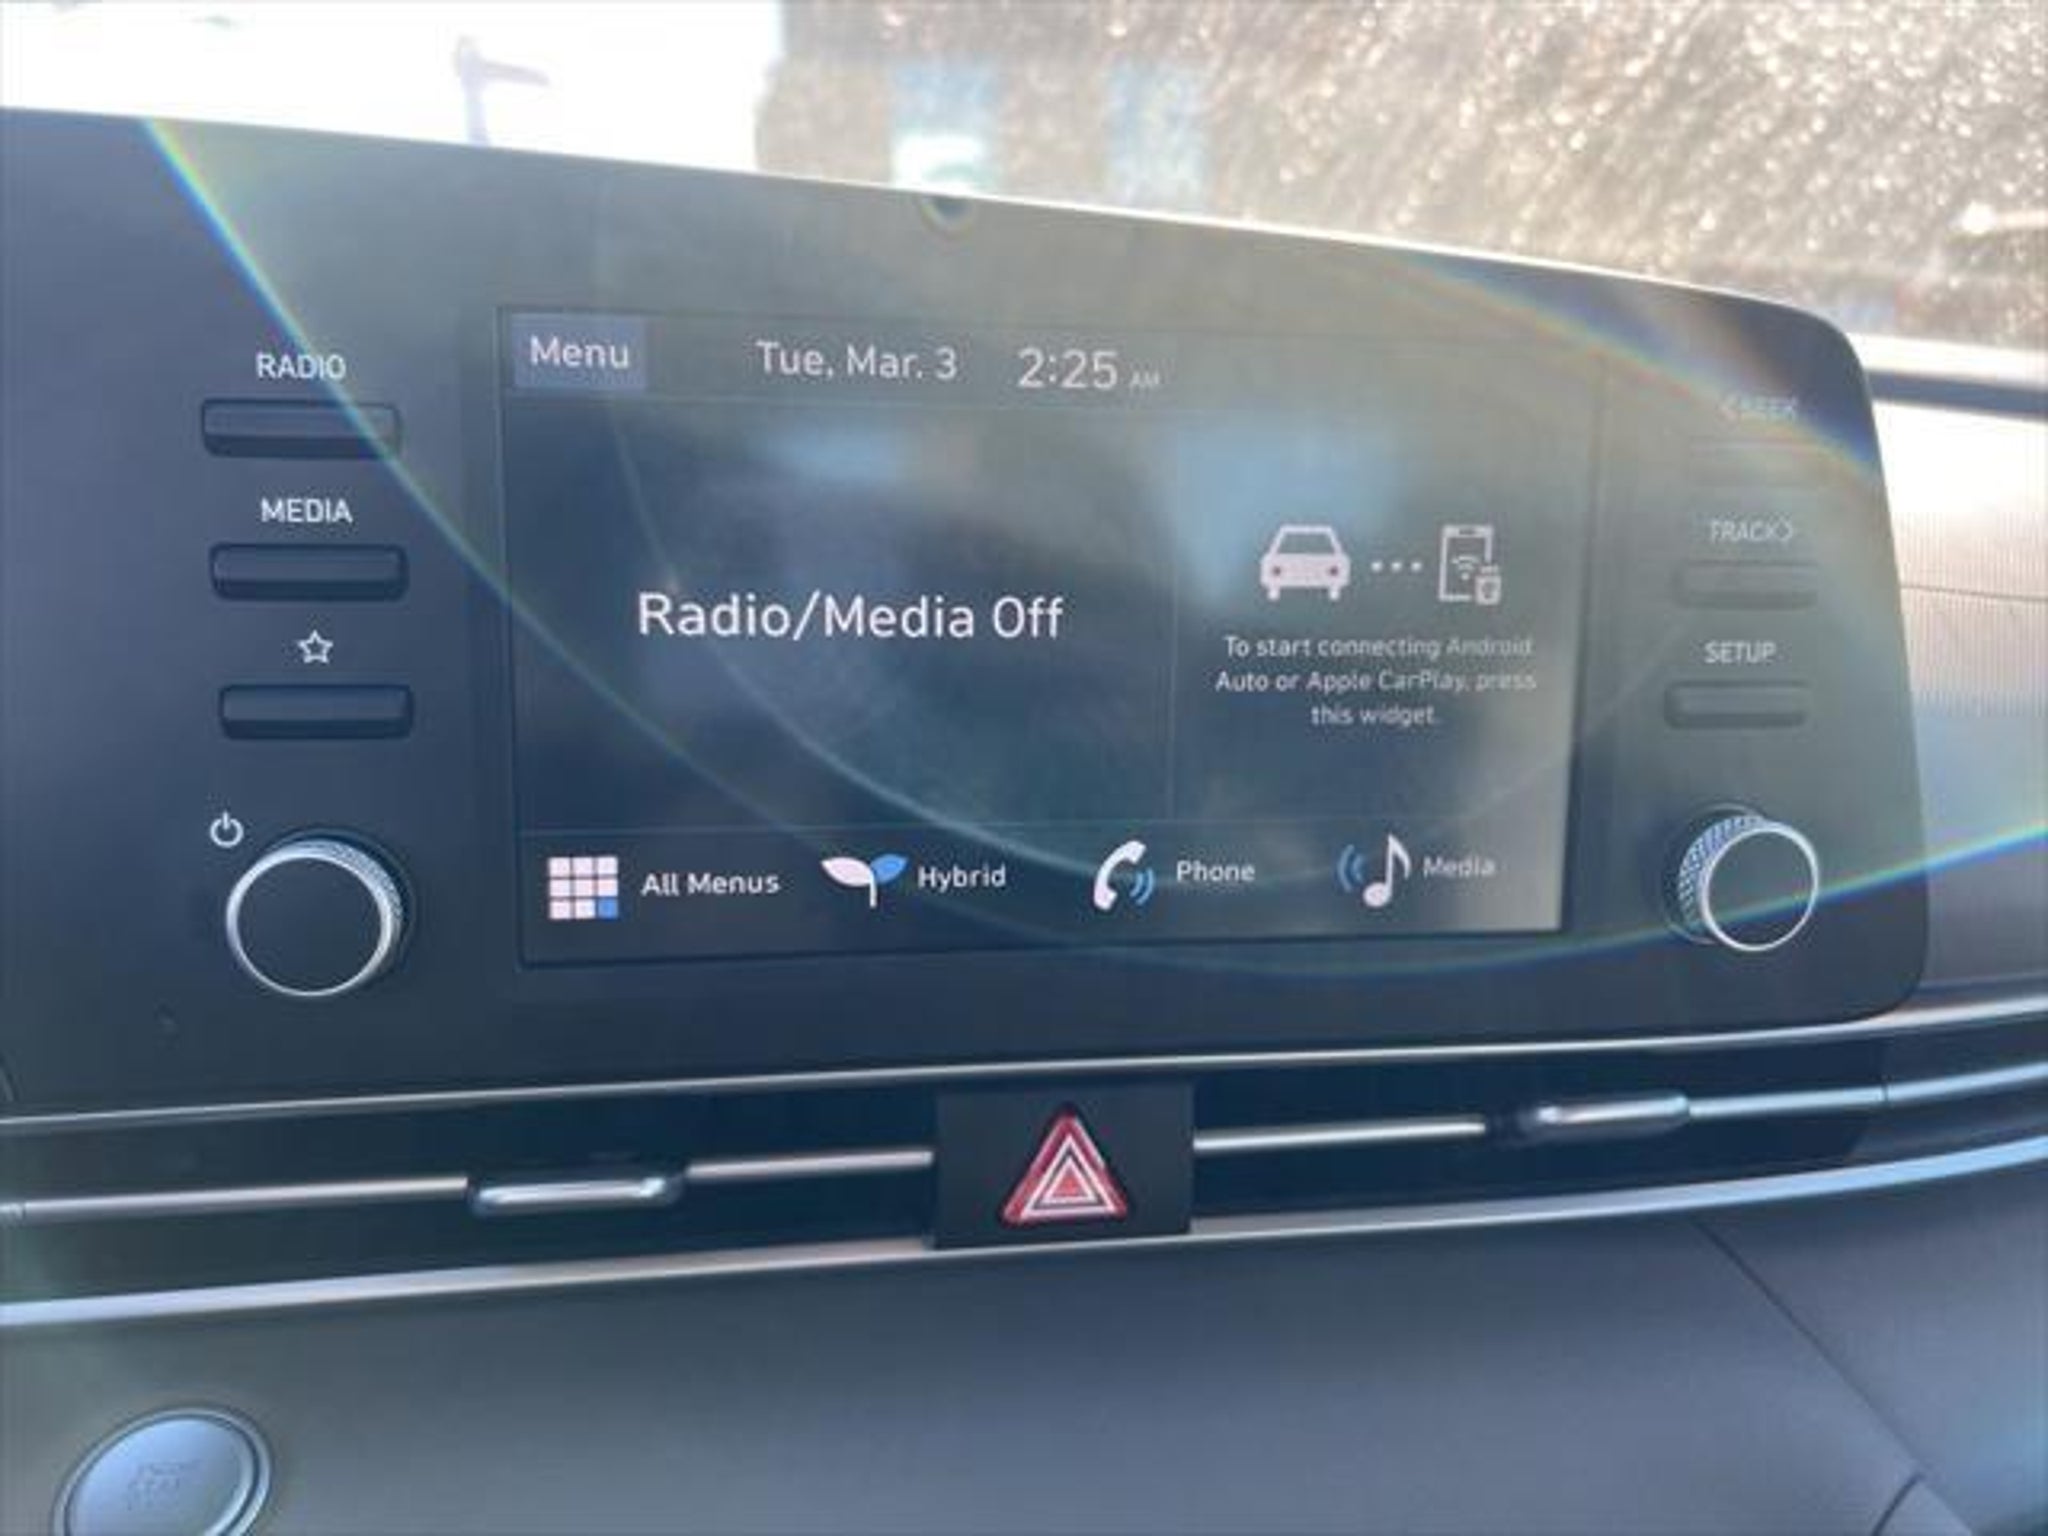 RADIO
MEDIA
Menu
Tue, Mar. 3
2:25 AM
Radio/Media Off
To start connecting Android
Auto or Apple CarPlay, press
this widget.
All Menus
Hybrid
Phone
Media
< SEEK
TRACK >
SETUP